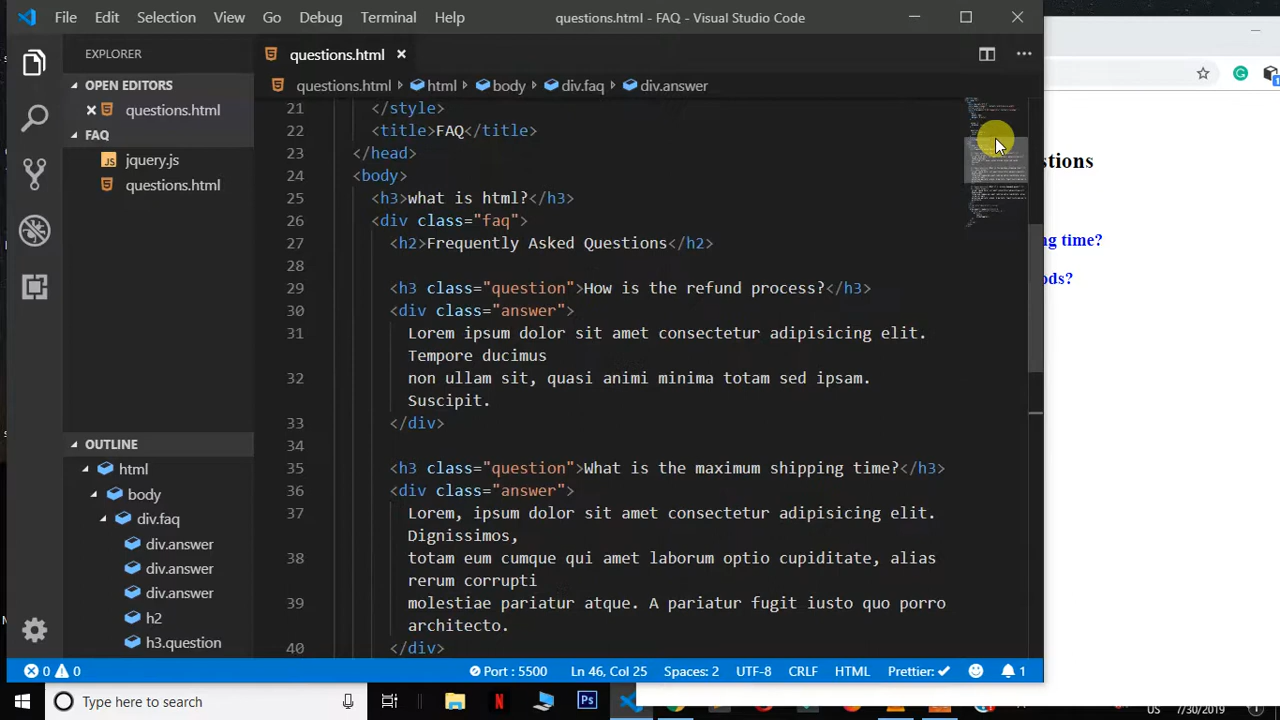 File Edit Selection View Go Debug Terminal Help questions.html - FAQ - Visual Studio Code
EXPLORER
questions.html
OPEN EDITORS
questions.html
FAQ
jquery.js
questions.html
OUTLINE
html
body
div.faq
div.answer
div.answer
div.answer
h2
h3.question
questions.html html body div.faq div.answer
21 </style>
22 <title>FAQ</title>
23 </head>
24 <body>
25 <h3>what is html?</h3>
26 <div class="faq">
27 <h2>Frequently Asked Questions</h2>
28
29 <h3 class="question">How is the refund process?</h3>
30 <div class="answer">
31 Lorem ipsum dolor sit amet consectetur adipisicing elit.
Tempore ducimus
32 non ullam sit, quasi animi minima totam sed ipsam.
Suscipit.
33 </div>
34
35 <h3 class="question">What is the maximum shipping time?</h3>
36 <div class="answer">
37 Lorem, ipsum dolor sit amet consectetur adipisicing elit.
Dignissimos,
38 totam eum cumque qui amet laborum optio cupiditate, alias
rerum corrupti
39 molestiae pariatur atque. A pariatur fugit iusto quo porro
architecto.
40 </div>
0 0 Port : 5500 Ln 46, Col 25 Spaces: 2 UTF-8 CRLF HTML Prettier: 1
stions
ng time?
ods?
Type here to search
Ps
US 7/30/2019